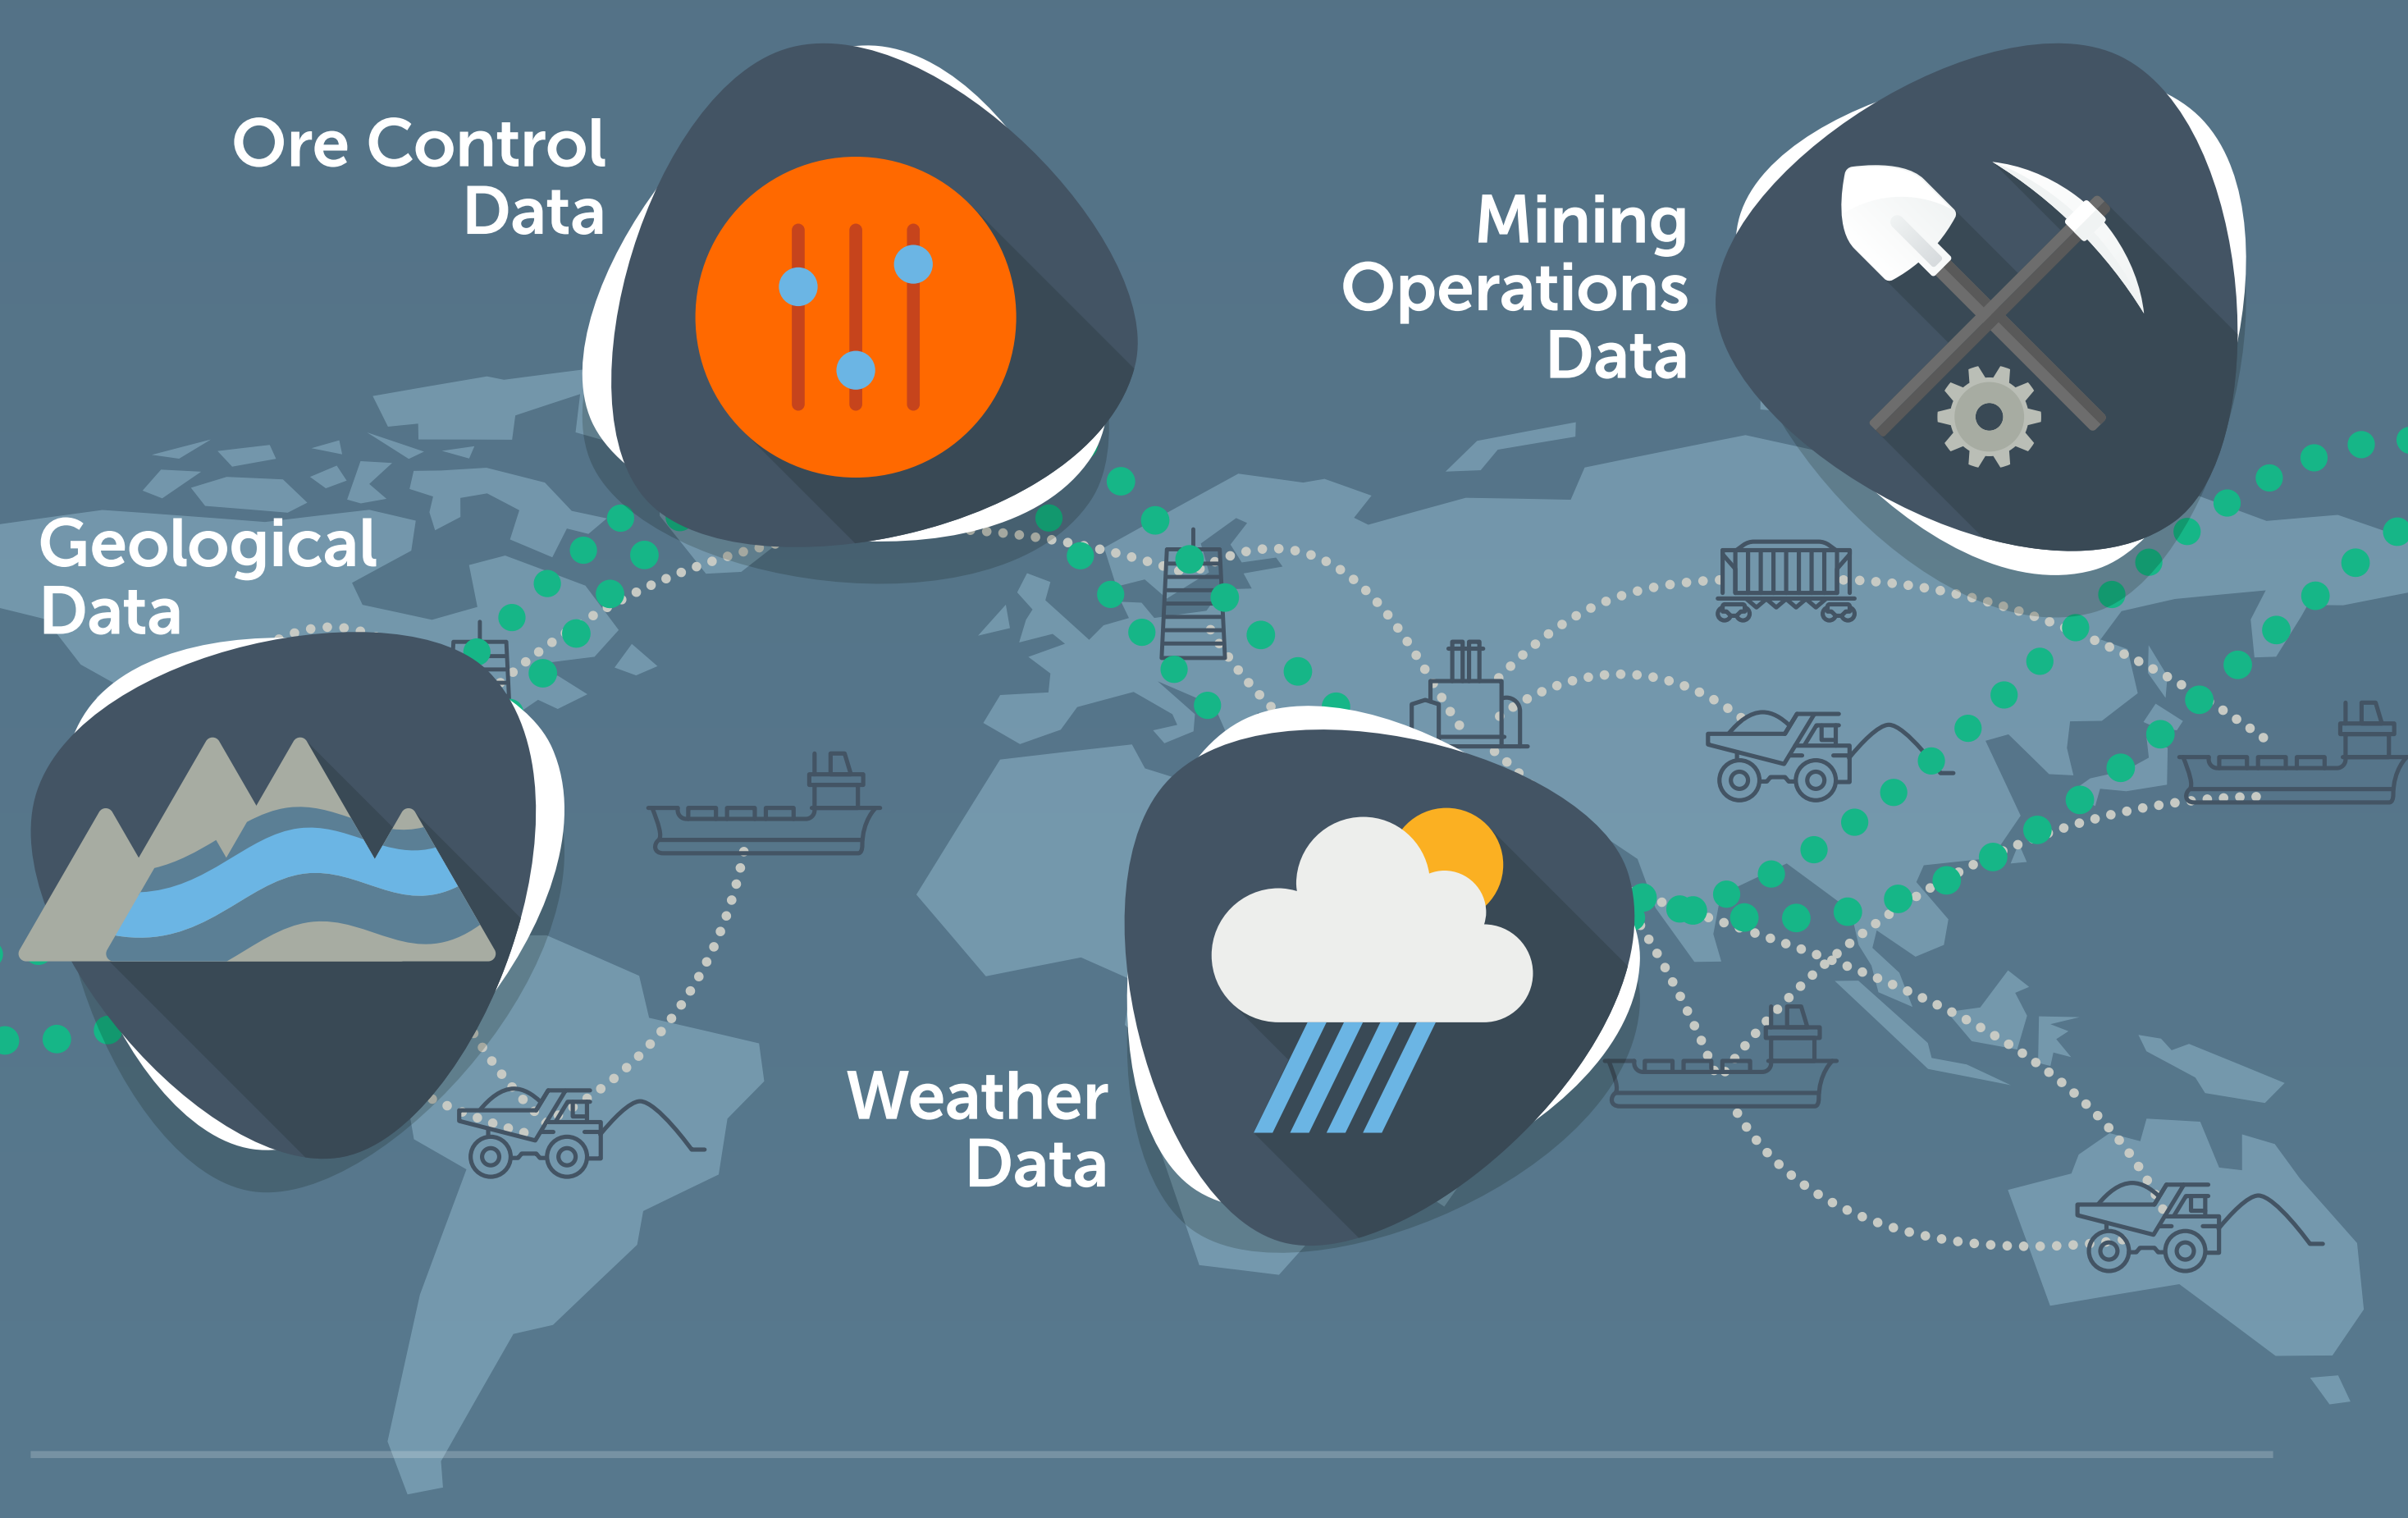 Ore Control
Data
Mining
Operations
Data
Geological
Data
Weather
Data